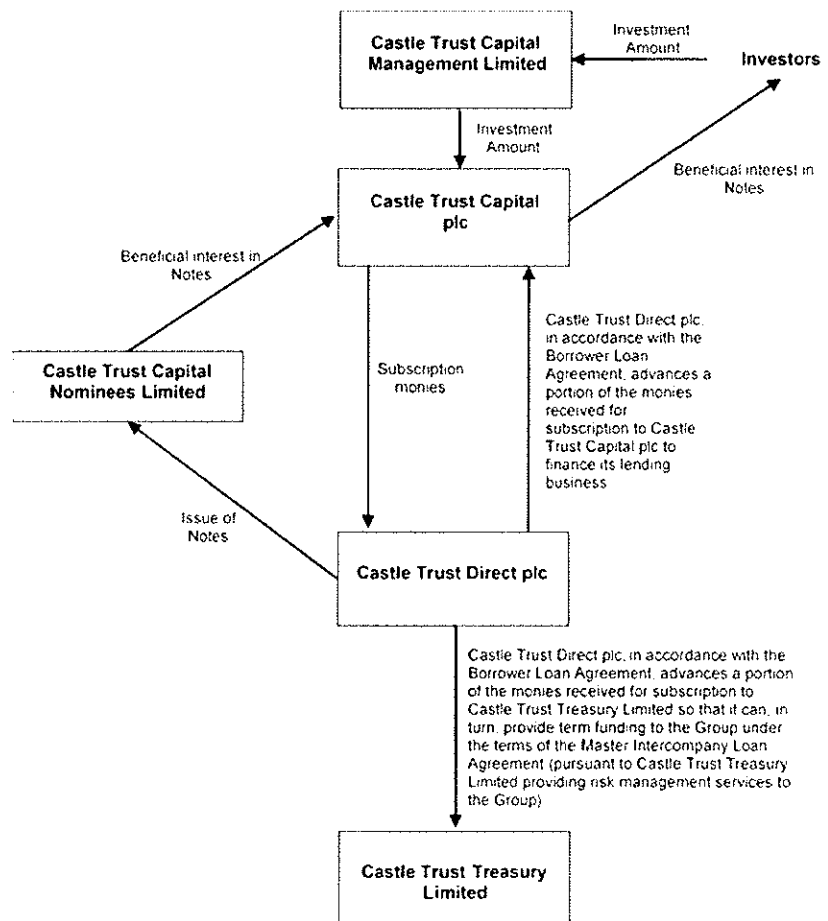 Castle Trust Capital
Management Limited
Investment
Amount
Investors
Investment
Amount
Castle Trust Capital
plc
Beneficial interest in
Notes
Beneficial interest in
Notes
Castle Trust Capital
Nominees Limited
Subscription
monies
Castle Trust Direct plc,
in accordance with the
Borrower Loan
Agreement, advances a
portion of the monies
received for
subscription to Castle
Trust Capital plc to
finance its lending
business
Issue of
Notes
Castle Trust Direct plc
Castle Trust Direct plc, in accordance with the
Borrower Loan Agreement, advances a portion
of the monies received for subscription to
Castle Trust Treasury Limited so that it can, in
turn, provide term funding to the Group under
the terms of the Master Intercompany Loan
Agreement (pursuant to Castle Trust Treasury
Limited providing risk management services to
the Group)
Castle Trust Treasury
Limited